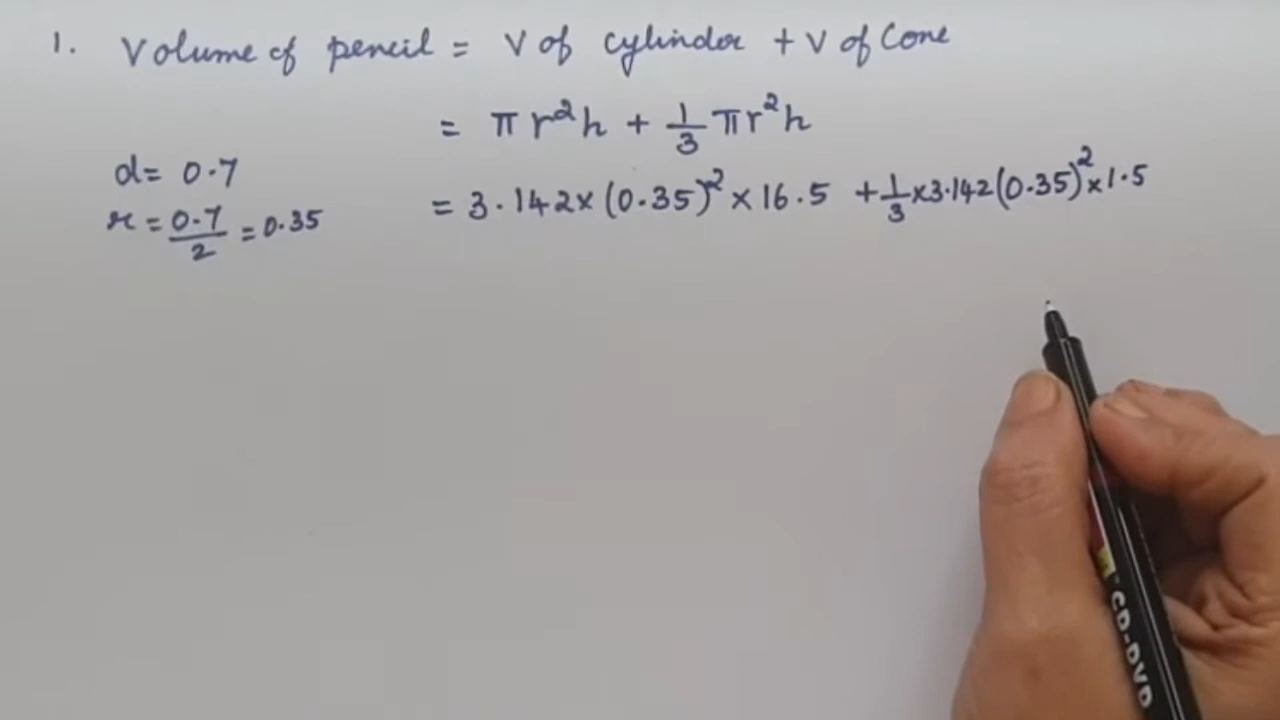 1. Volume of pencil = V of cylinder + V of Cone
= πr²h + 1/3 πr²h
d = 0.7
= 3.142 × (0.35)² × 16.5 + 1/3 × 3.142 (0.35)² × 1.5
r = 0.7/2 = 0.35
CD-DVD